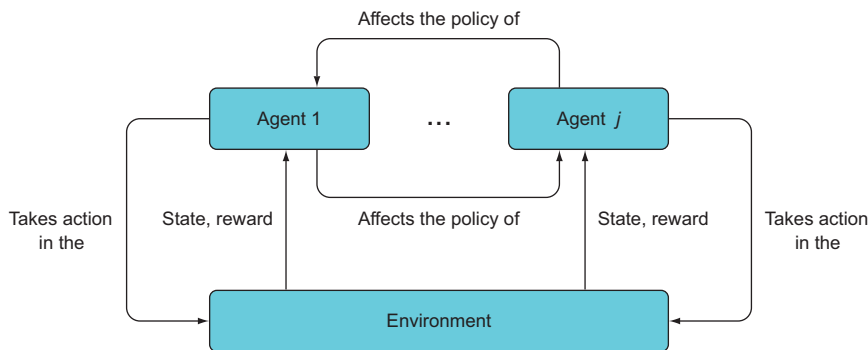 Affects the policy of
Agent 1
...
Agent j
Takes action
in the
State, reward
Affects the policy of
State, reward
Takes action
in the
Environment